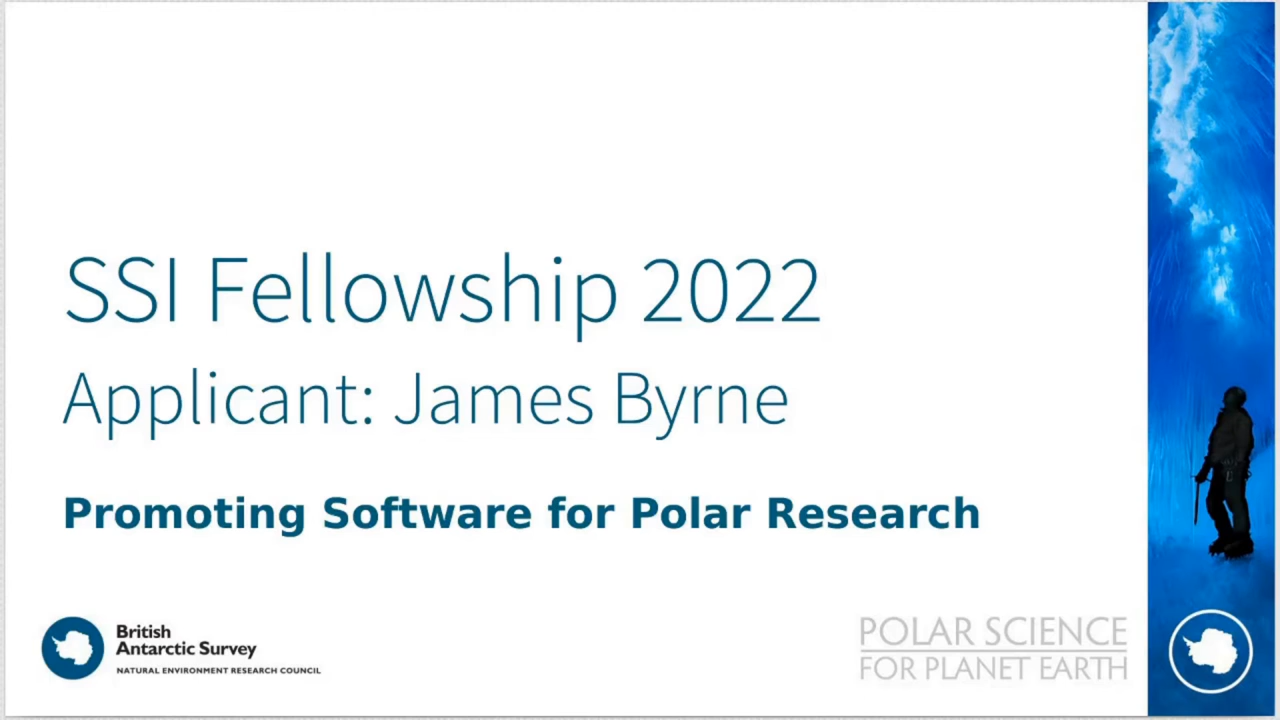 SSI Fellowship 2022
Applicant: James Byrne
Promoting Software for Polar Research
British
Antarctic Survey
NATURAL ENVIRONMENT RESEARCH COUNCIL
POLAR SCIENCE
FOR PLANET EARTH